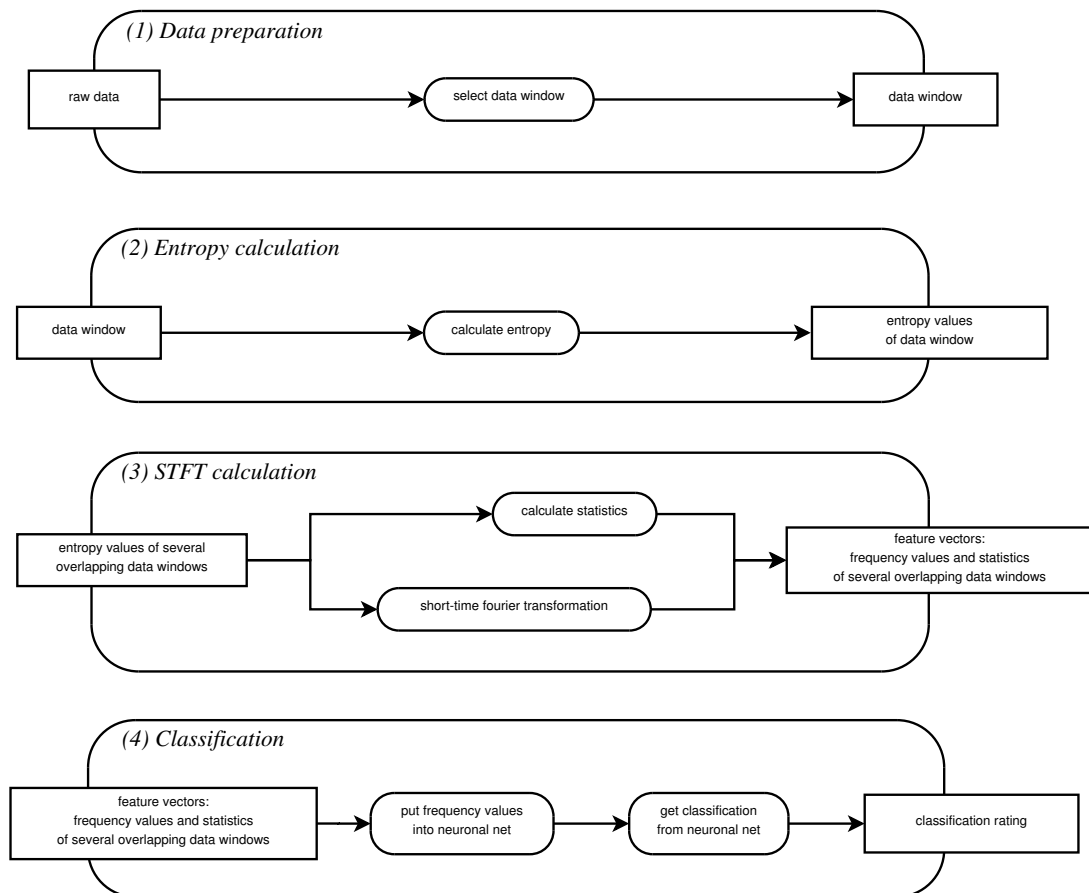 (1) Data preparation
raw data
select data window
data window
(2) Entropy calculation
data window
calculate entropy
entropy values
of data window
(3) STFT calculation
calculate statistics
entropy values of several
overlapping data windows
feature vectors:
frequency values and statistics
of several overlapping data windows
short-time fourier transformation
(4) Classification
feature vectors:
frequency values and statistics
of several overlapping data windows
put frequency values
into neuronal net
get classification
from neuronal net
classification rating